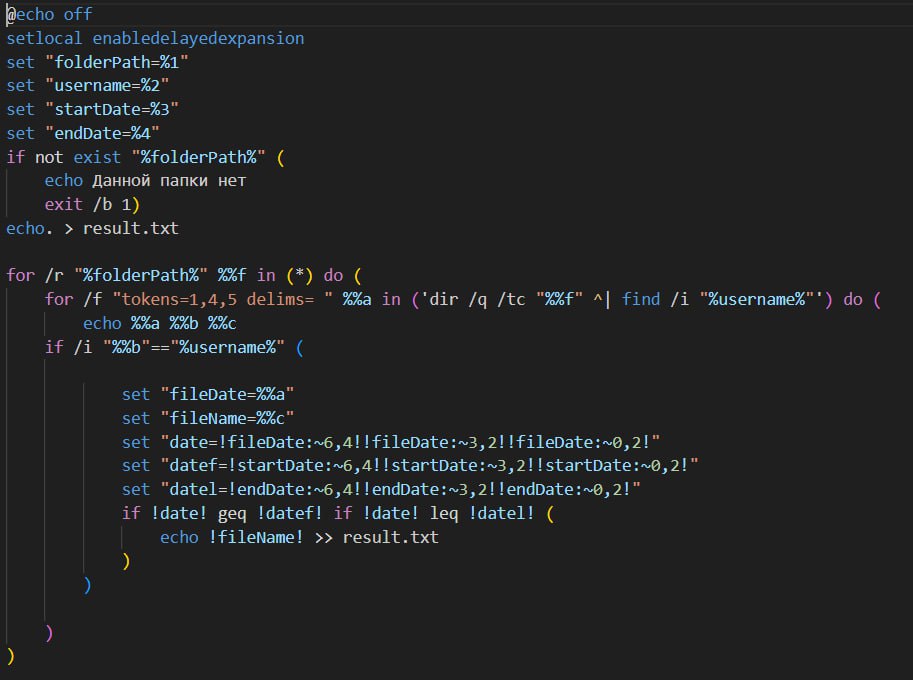 @echo off
setlocal enabledelayedexpansion
set "folderPath=%1"
set "username=%2"
set "startDate=%3"
set "endDate=%4"
if not exist "%folderPath%" (
    echo Данной папки нет
    exit /b 1)
echo. > result.txt

for /r "%folderPath%" %%f in (*) do (
    for /f "tokens=1,4,5 delims= " %%a in ('dir /q /tc "%%f" ^| find /i "%username%"') do (
        echo %%a %%b %%c
    if /i "%%b"=="%username%" (

            set "fileDate=%%a"
            set "fileName=%%c"
            set "date=!fileDate:~6,4!!fileDate:~3,2!!fileDate:~0,2!"
            set "datef=!startDate:~6,4!!startDate:~3,2!!startDate:~0,2!"
            set "datel=!endDate:~6,4!!endDate:~3,2!!endDate:~0,2!"
            if !date! geq !datef! if !date! leq !datel! (
                echo !fileName! >> result.txt
            )
        )

    )
)